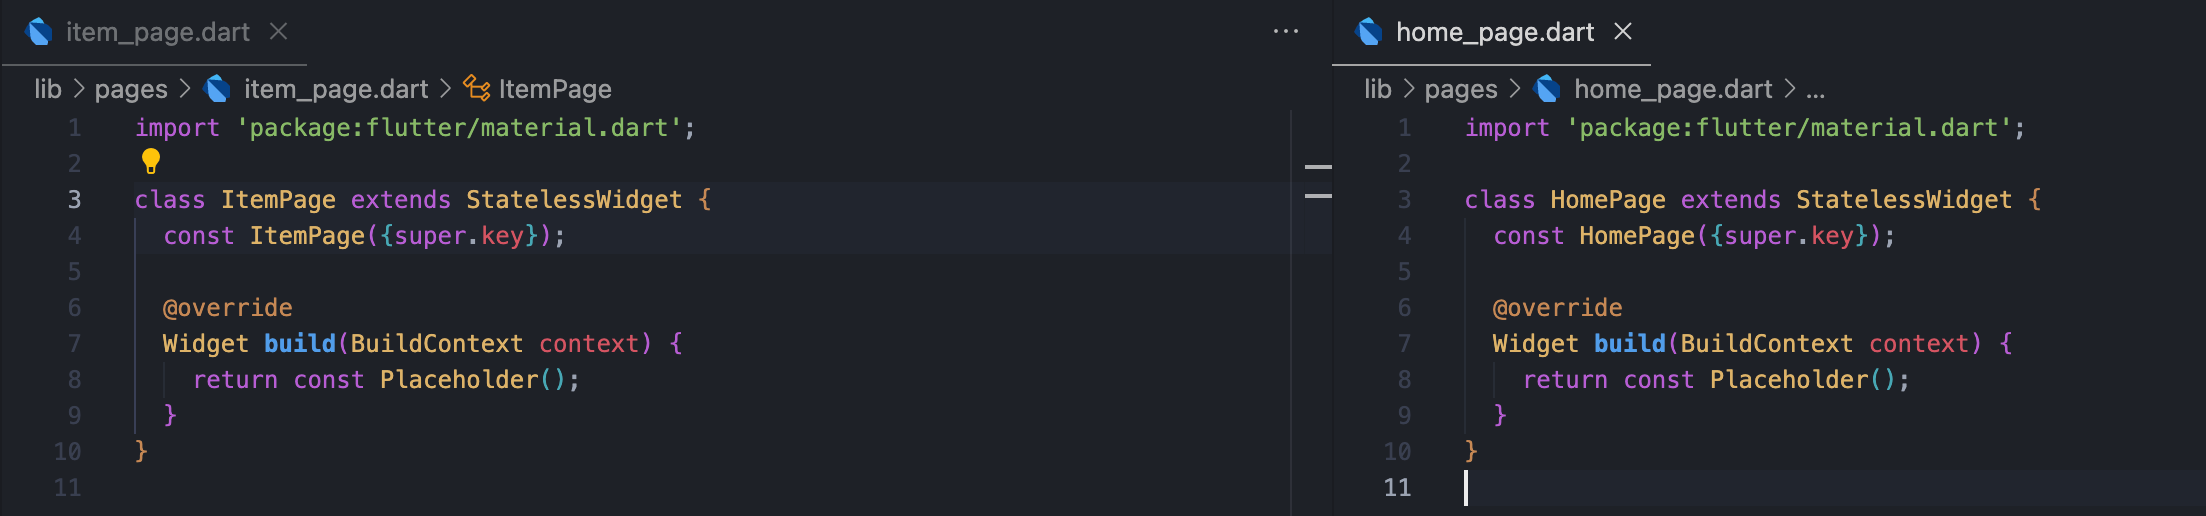 item_page.dart
lib > pages > item_page.dart > ItemPage
1 import 'package:flutter/material.dart';
2
3 class ItemPage extends StatelessWidget {
4   const ItemPage({super.key});
5
6   @override
7   Widget build(BuildContext context) {
8     return const Placeholder();
9   }
10 }
11
home_page.dart
lib > pages > home_page.dart > ...
1 import 'package:flutter/material.dart';
2
3 class HomePage extends StatelessWidget {
4   const HomePage({super.key});
5
6   @override
7   Widget build(BuildContext context) {
8     return const Placeholder();
9   }
10 }
11